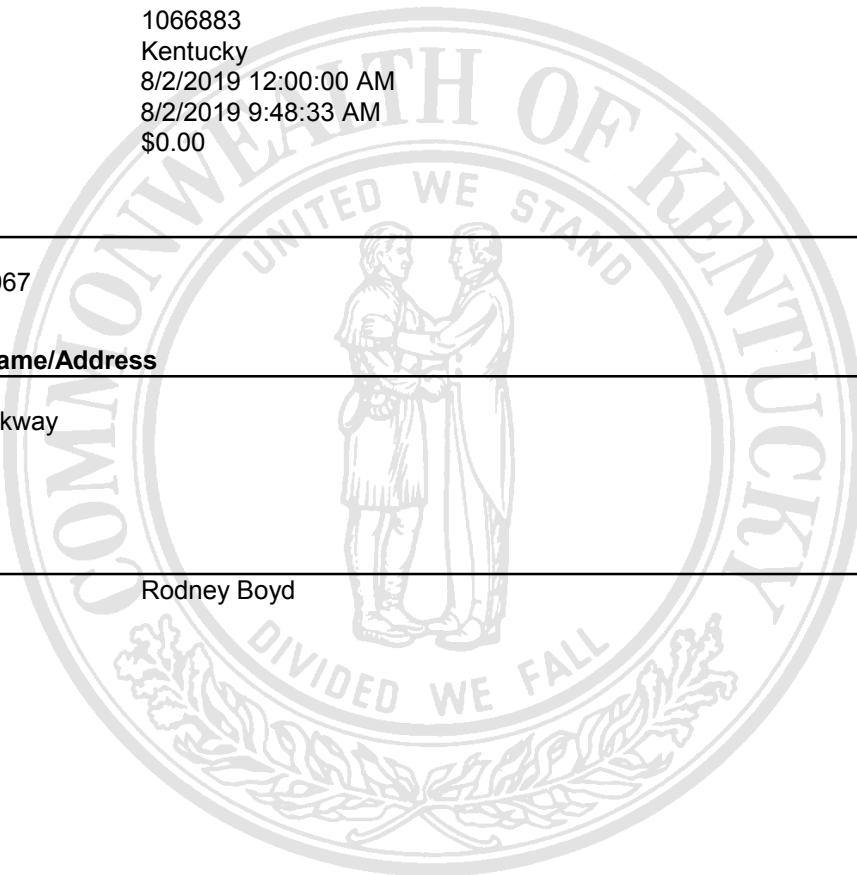 1066883
Kentucky
8/2/2019 12:00:00 AM
8/2/2019 9:48:33 AM
$0.00
COMMONWEALTH OF KENTUCKY
UNITED WE STAND
067
ame/Address
kway
Rodney Boyd
DIVIDED WE FALL